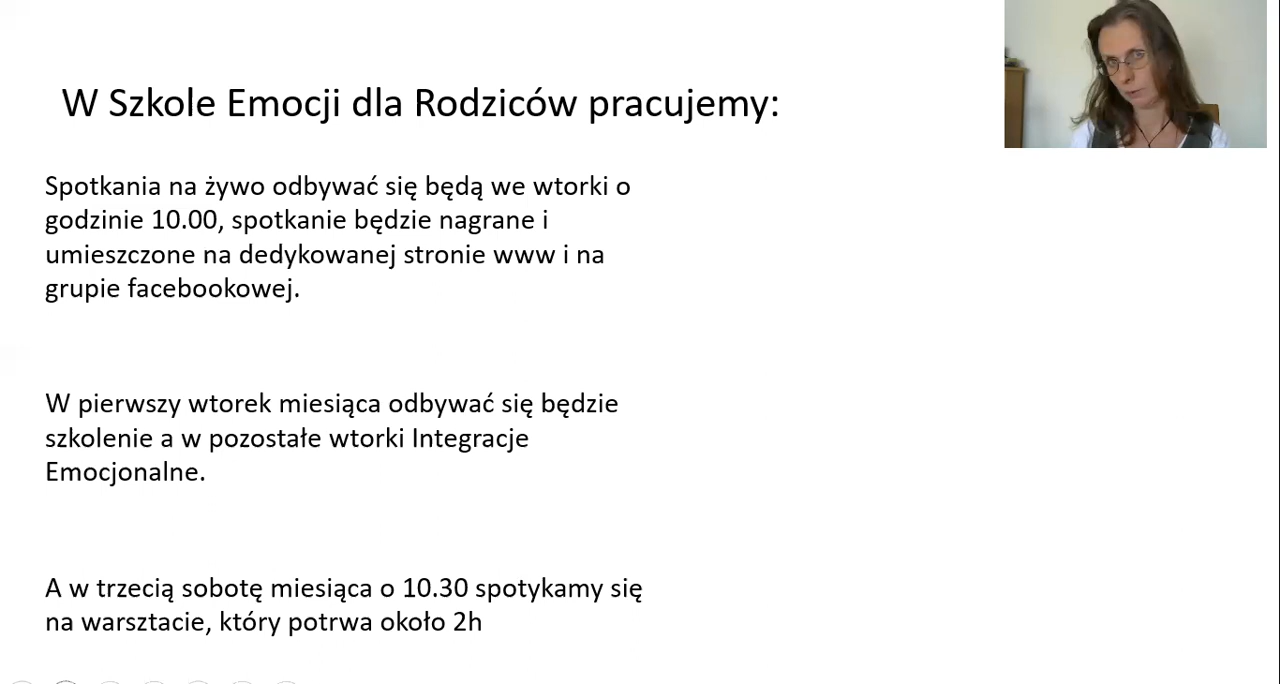 W Szkole Emocji dla Rodziców pracujemy:
Spotkania na żywo odbywać się będą we wtorki o
godzinie 10.00, spotkanie będzie nagrane i
umieszczone na dedykowanej stronie www i na
grupie facebookowej.
W pierwszy wtorek miesiąca odbywać się będzie
szkolenie a w pozostałe wtorki Integracje
Emocjonalne.
A w trzecią sobotę miesiąca o 10.30 spotykamy się
na warsztacie, który potrwa około 2h